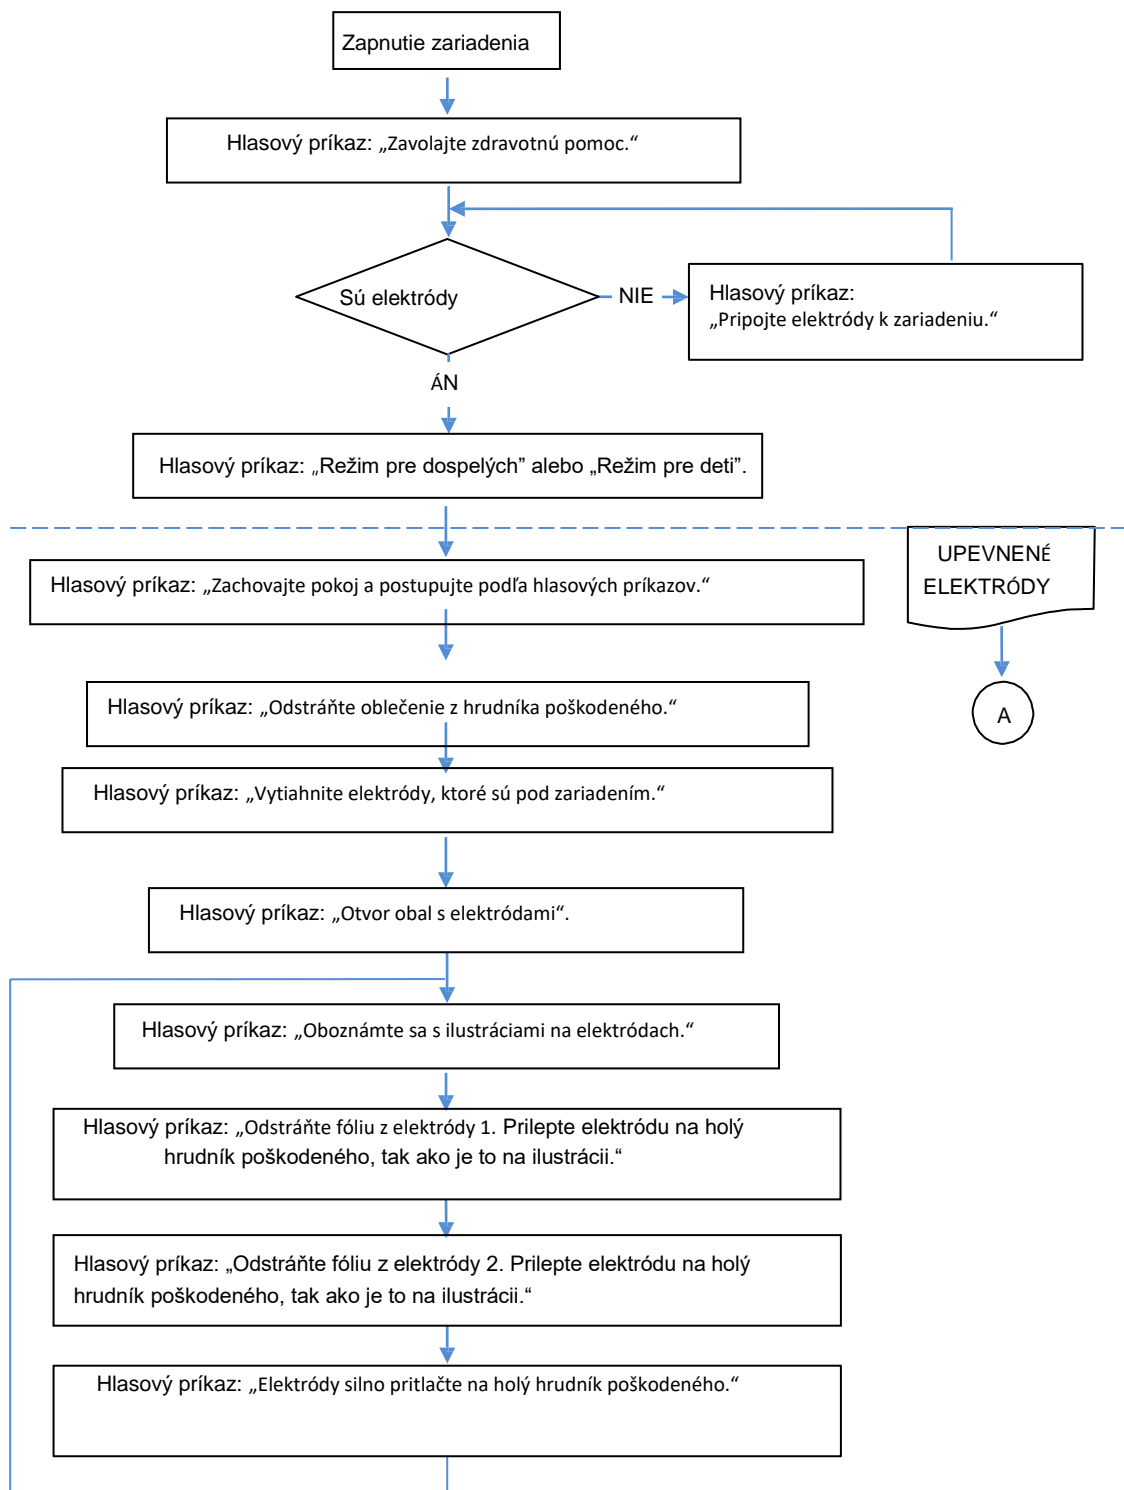 Zapnutie zariadenia
Hlasový príkaz: „Zavolajte zdravotnú pomoc.“
Sú elektródy
NIE
Hlasový príkaz:
„Pripojte elektródy k zariadeniu.“
ÁN
Hlasový príkaz: „Režim pre dospelých” alebo „Režim pre deti”.
UPEVNENÉ
ELEKTRÓDY
Hlasový príkaz: „Zachovajte pokoj a postupujte podľa hlasových príkazov.“
Hlasový príkaz: „Odstráňte oblečenie z hrudníka poškodeného.“
A
Hlasový príkaz: „Vytiahnite elektródy, ktoré sú pod zariadením.“
Hlasový príkaz: „Otvor obal s elektródami“.
Hlasový príkaz: „Oboznámte sa s ilustráciami na elektródach.“
Hlasový príkaz: „Odstráňte fóliu z elektródy 1. Prilepte elektródu na holý
hrudník poškodeného, tak ako je to na ilustrácii.“
Hlasový príkaz: „Odstráňte fóliu z elektródy 2. Prilepte elektródu na holý
hrudník poškodeného, tak ako je to na ilustrácii.“
Hlasový príkaz: „Elektródy silno pritlačte na holý hrudník poškodeného.“